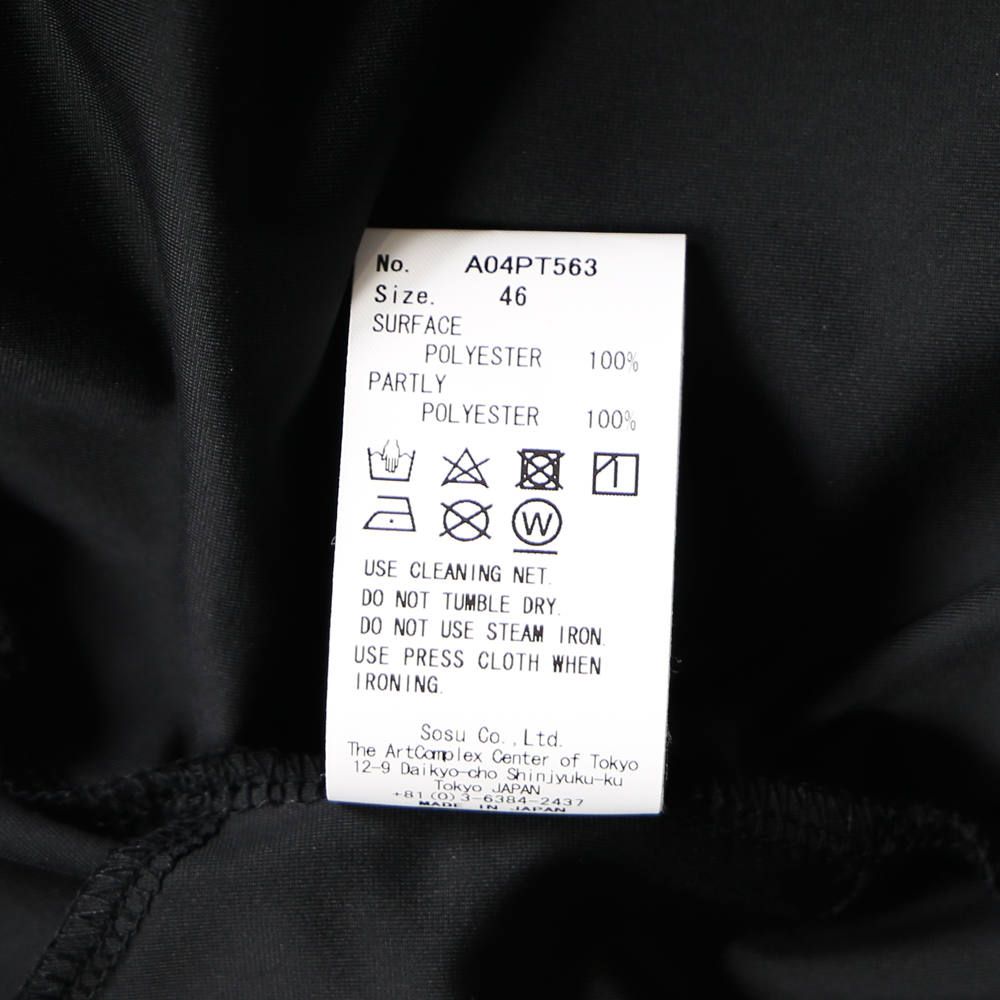 No. A04PT563
Size. 46
SURFACE
POLYESTER 100%
PARTLY
POLYESTER 100%
W
USE CLEANING NET.
DO NOT TUMBLE DRY.
DO NOT USE STEAM IRON.
USE PRESS CLOTH WHEN
IRONING.
Sosu Co.,Ltd.
The ArtComplex Center of Tokyo
12-9 Daikyo-cho Shinjyuku-ku
Tokyo JAPAN
+81(0)3-6384-2437
MADE IN JAPAN